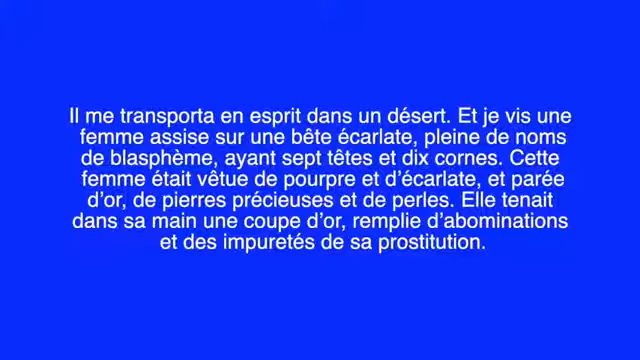 Il me transporta en esprit dans un désert. Et je vis une
femme assise sur une bête écarlate, pleine de noms
de blasphème, ayant sept têtes et dix cornes. Cette
femme était vêtue de pourpre et d’écarlate, et parée
d’or, de pierres précieuses et de perles. Elle tenait
dans sa main une coupe d’or, remplie d’abominations
et des impuretés de sa prostitution.